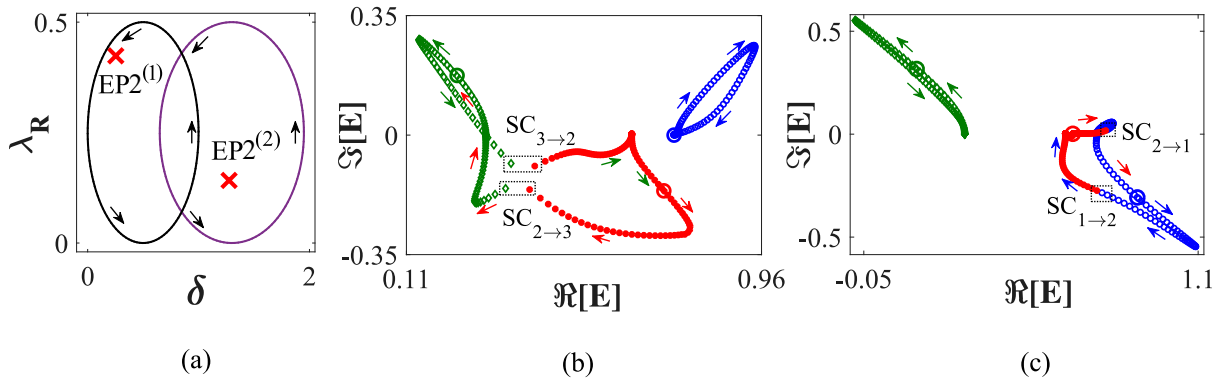 0.5
λR
EP2(1)
EP2(2)
0
0
2
δ
(a)
0.35
ℑ[E]
0
-0.35
SC3→2
SC2→3
0.11
0.96
ℜ[E]
(b)
0.5
ℑ[E]
0
-0.5
SC2→1
SC1→2
-0.05
1.1
ℜ[E]
(c)